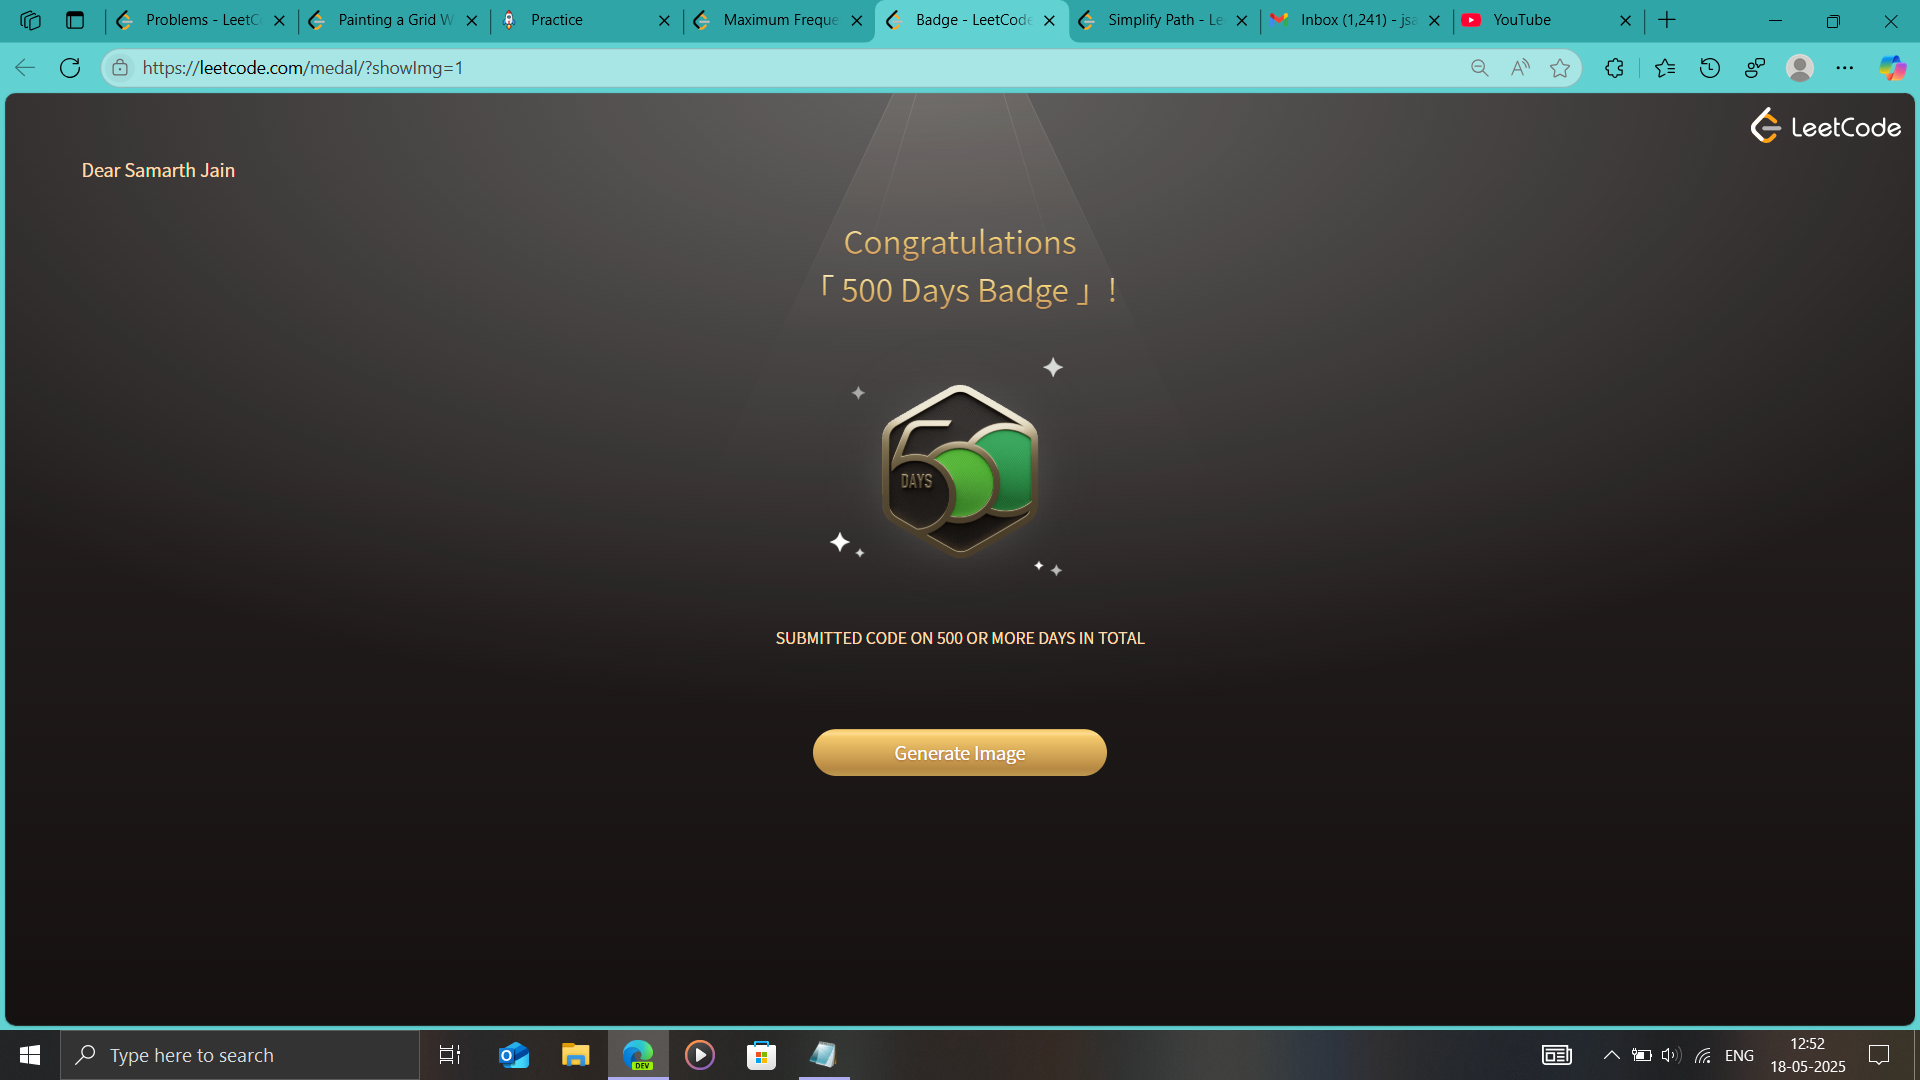 Problems - LeetC
Painting a Grid W
Practice
Maximum Freque
Badge - LeetCode
Simplify Path - Le
Inbox (1,241) - jsa
YouTube
https://leetcode.com/medal/?showImg=1
LeetCode
Dear Samarth Jain
Congratulations
「 500 Days Badge 」!
500
DAYS
SUBMITTED CODE ON 500 OR MORE DAYS IN TOTAL
Generate Image
Type here to search
DEV
ENG
12:52
18-05-2025